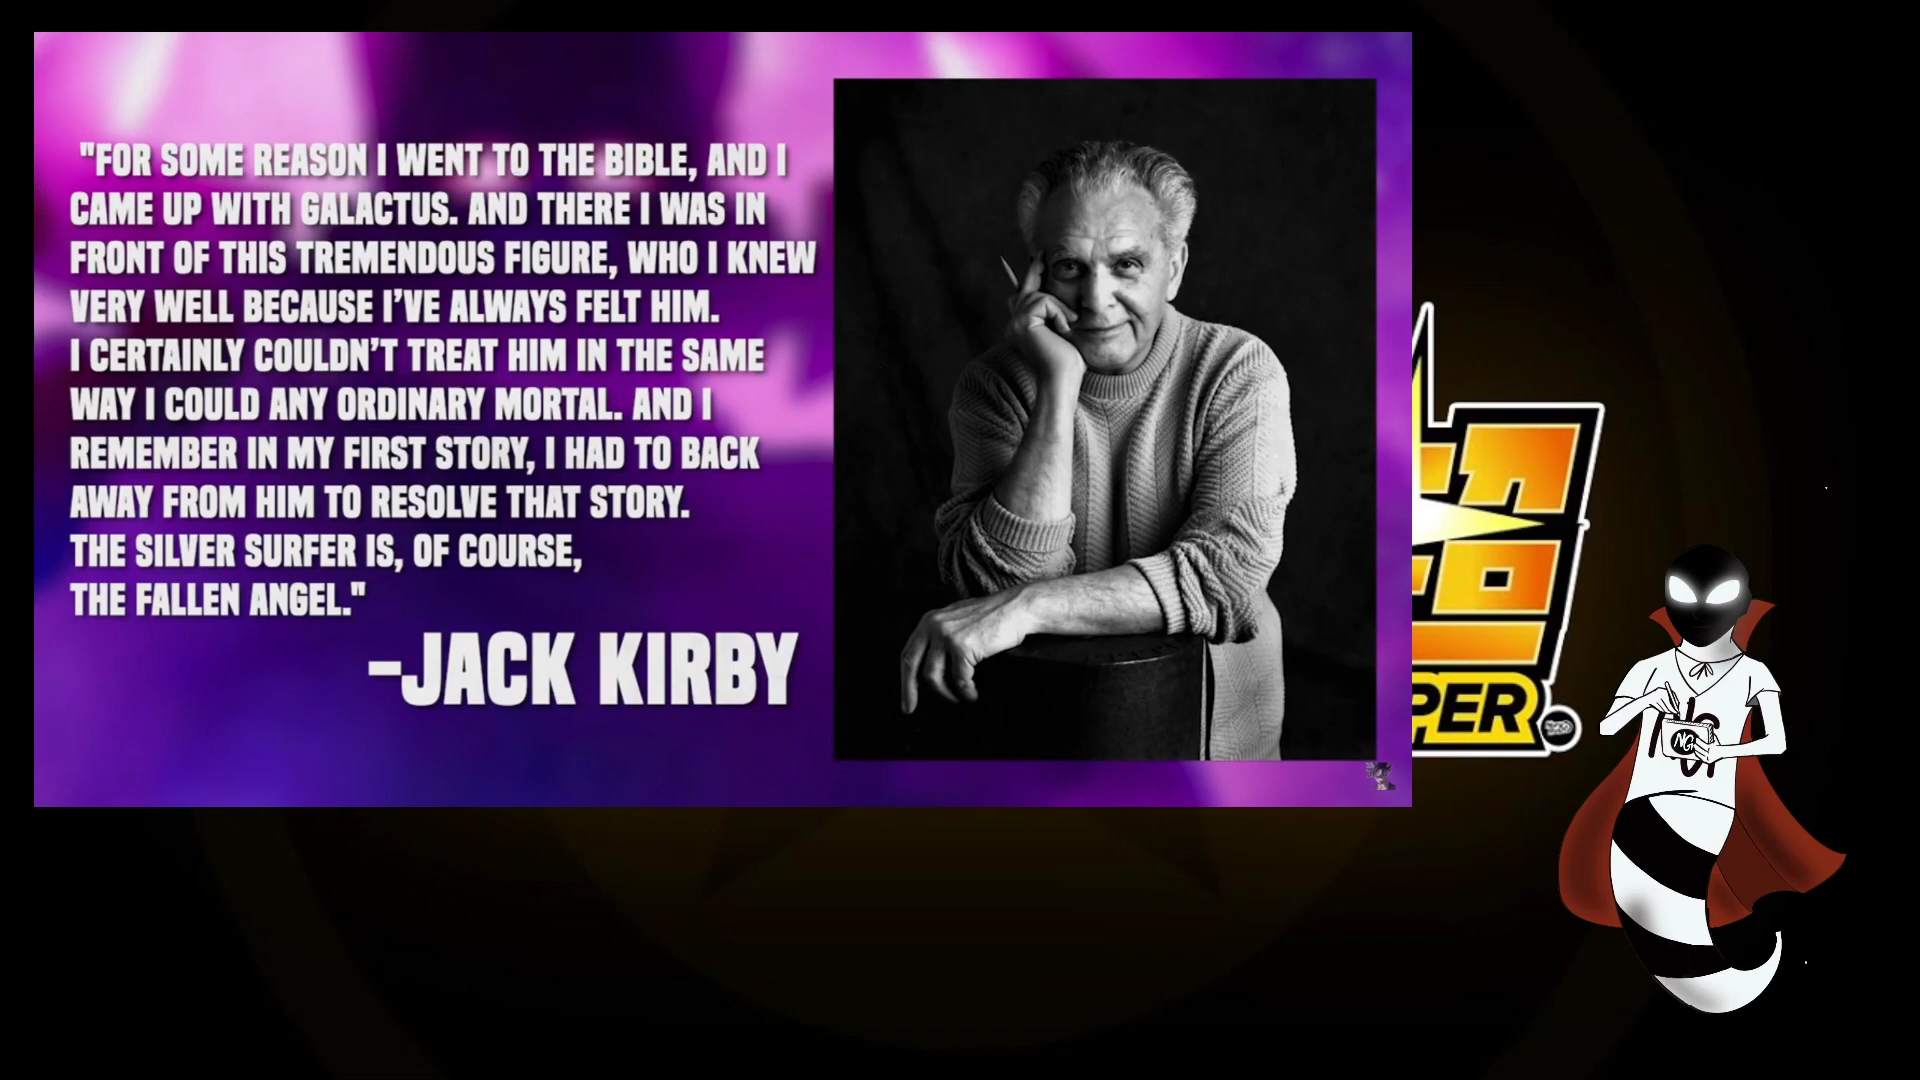 "FOR SOME REASON I WENT TO THE BIBLE, AND I
CAME UP WITH GALACTUS. AND THERE I WAS IN
FRONT OF THIS TREMENDOUS FIGURE, WHO I KNEW
VERY WELL BECAUSE I’VE ALWAYS FELT HIM.
I CERTAINLY COULDN’T TREAT HIM IN THE SAME
WAY I COULD ANY ORDINARY MORTAL. AND I
REMEMBER IN MY FIRST STORY, I HAD TO BACK
AWAY FROM HIM TO RESOLVE THAT STORY.
THE SILVER SURFER IS, OF COURSE,
THE FALLEN ANGEL."
–JACK KIRBY
PER
NG